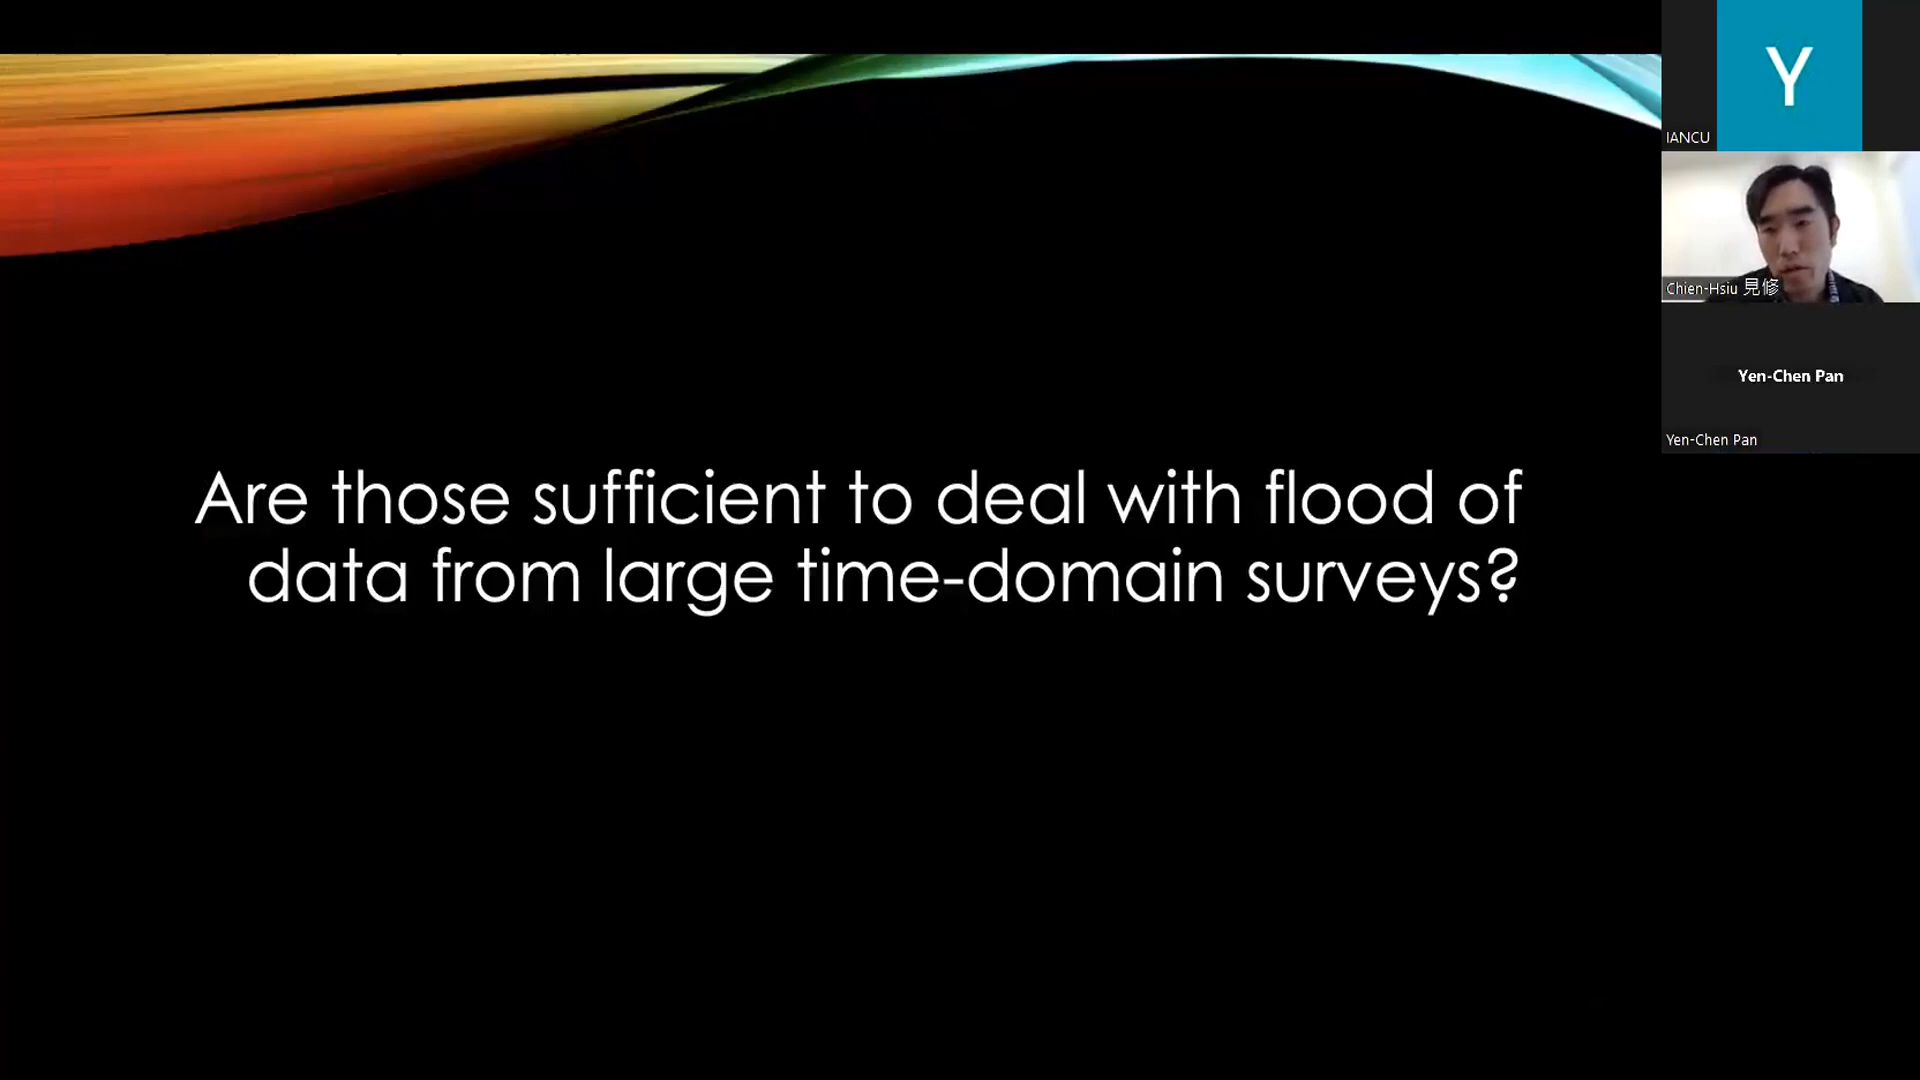 Are those sufficient to deal with flood of
data from large time-domain surveys?
Y
IANCU
Chien-Hsiu 見修
Yen-Chen Pan
Yen-Chen Pan